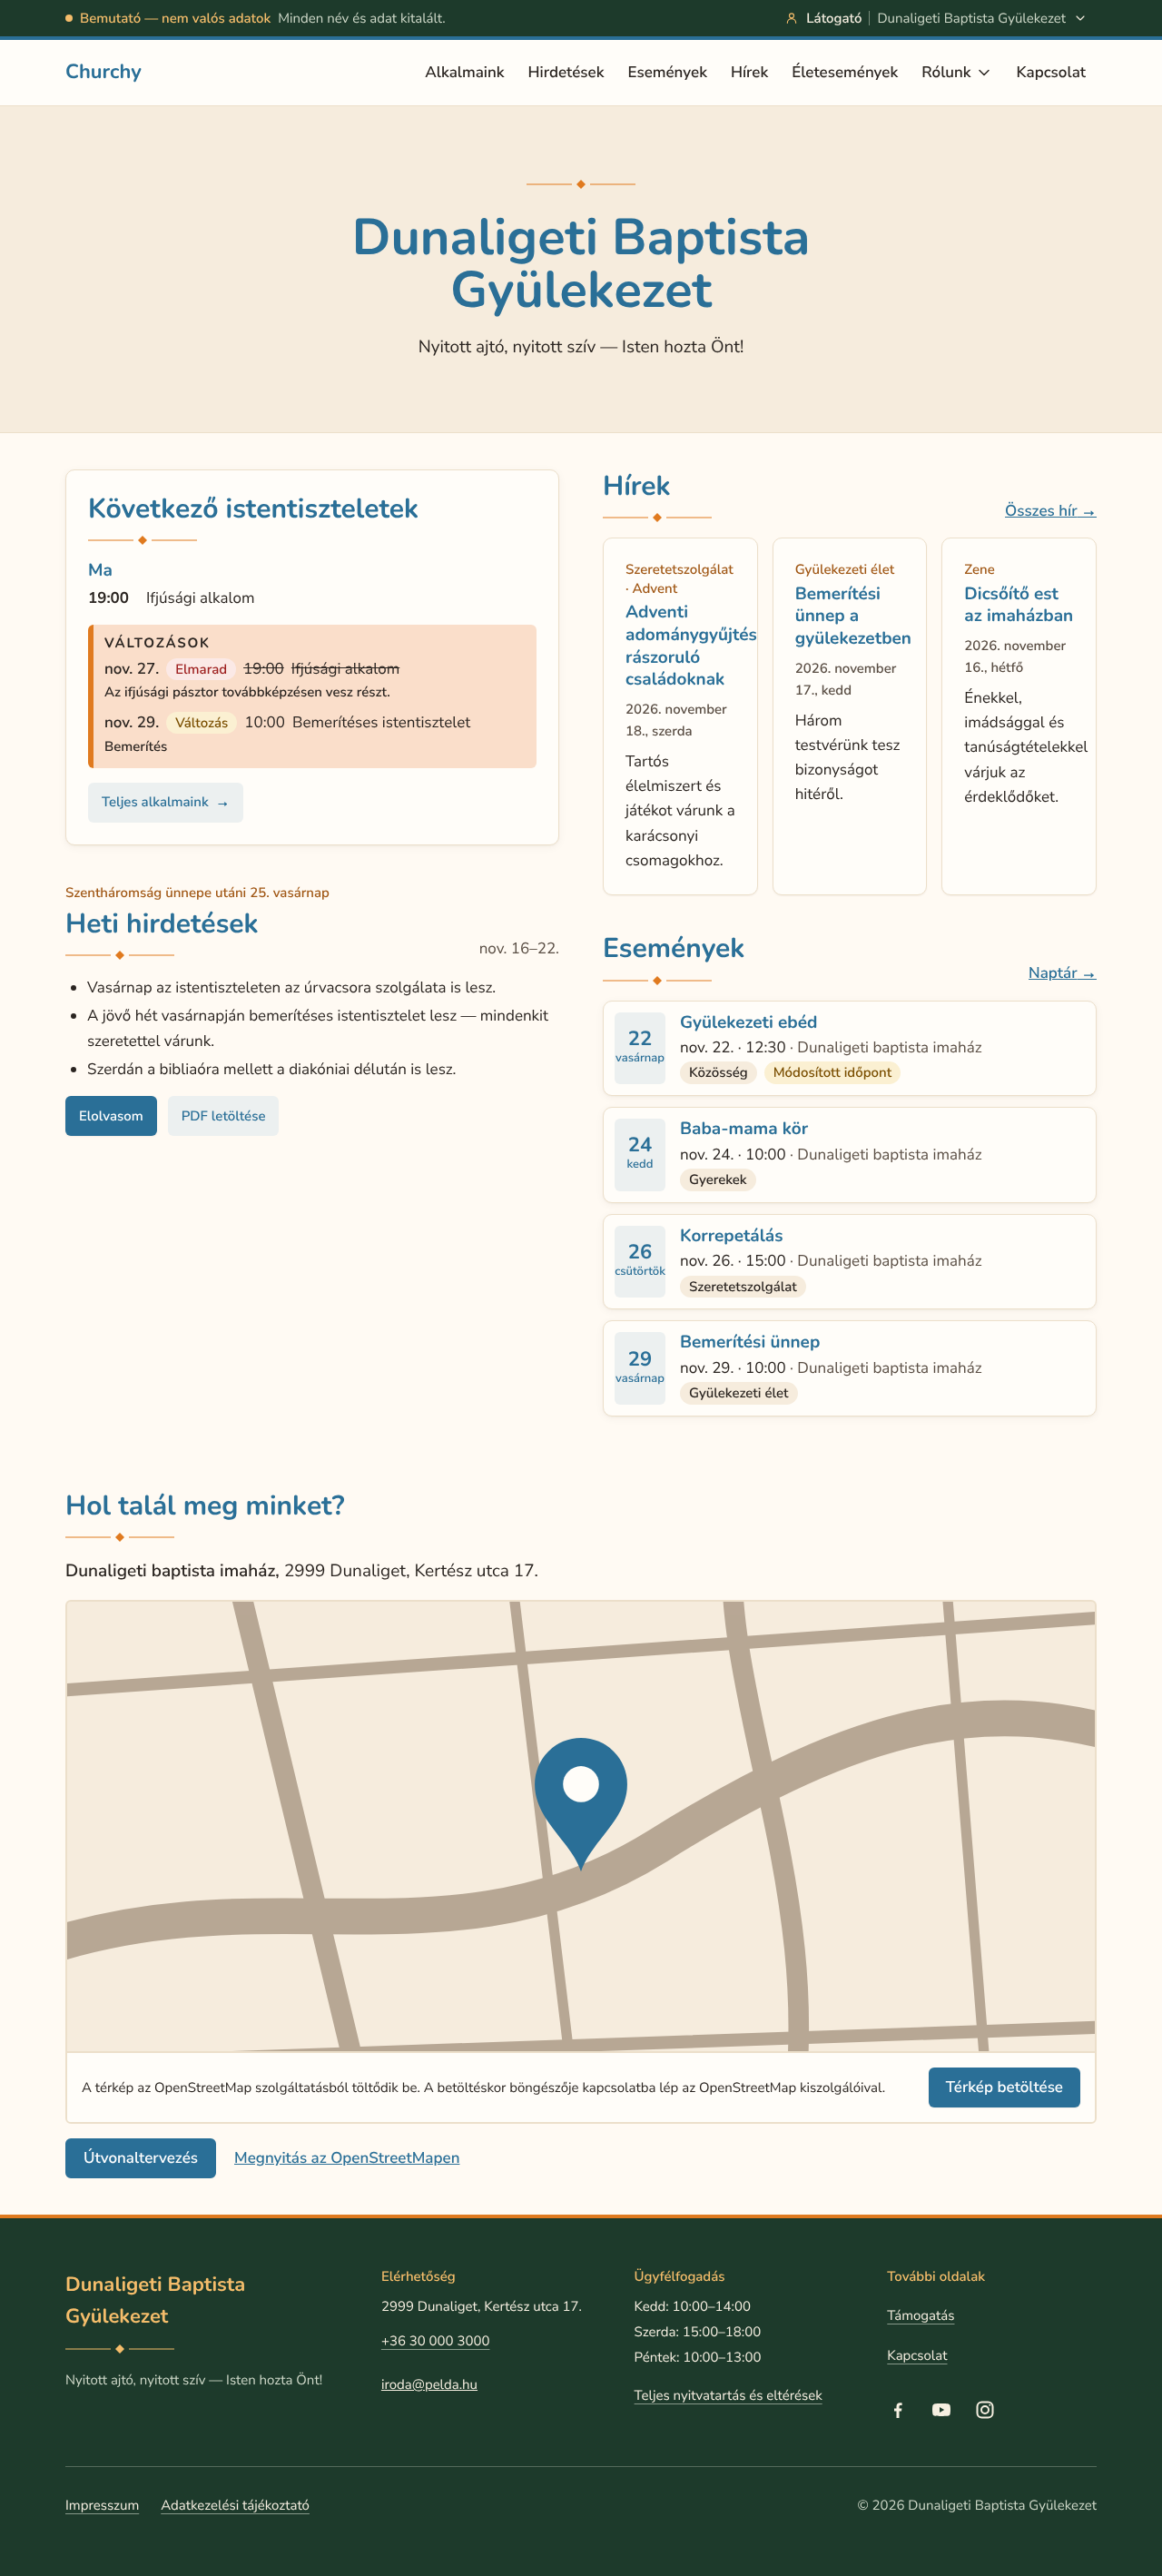 Bemutató — nem valós adatok Minden név és adat kitalált.
Látogató Dunaligeti Baptista Gyülekezet
Churchy
Alkalmaink Hirdetések Események Hírek Életesemények Rólunk Kapcsolat
Dunaligeti Baptista
Gyülekezet
Nyitott ajtó, nyitott szív — Isten hozta Önt!
Következő istentiszteletek
Ma
19:00 Ifjúsági alkalom
VÁLTOZÁSOK
nov. 27. Elmarad 19:00 Ifjúsági alkalom
Az ifjúsági pásztor továbbképzésen vesz részt.
nov. 29. Változás 10:00 Bemerítéses istentisztelet
Bemerítés
Teljes alkalmaink →
Szentháromság ünnepe utáni 25. vasárnap
Heti hirdetések
nov. 16–22.
• Vasárnap az istentiszteleten az úrvacsora szolgálata is lesz.
• A jövő hét vasárnapján bemerítéses istentisztelet lesz — mindenkit
szeretettel várunk.
• Szerdán a bibliaóra mellett a diakóniai délután is lesz.
Elolvasom PDF letöltése
Hírek
Összes hír →
Szeretetszolgálat
· Advent
Adventi
adománygyűjtés
rászoruló
családoknak
2026. november
18., szerda
Tartós
élelmiszert és
játékot várunk a
karácsonyi
csomagokhoz.
Gyülekezeti élet
Bemerítési
ünnep a
gyülekezetben
2026. november
17., kedd
Három
testvérünk tesz
bizonyságot
hitéről.
Zene
Dicsőítő est
az imaházban
2026. november
16., hétfő
Énekkel,
imádsággal és
tanúságtételekkel
várjuk az
érdeklődőket.
Események
Naptár →
22
vasárnap
Gyülekezeti ebéd
nov. 22. · 12:30 · Dunaligeti baptista imaház
Közösség Módosított időpont
24
kedd
Baba-mama kör
nov. 24. · 10:00 · Dunaligeti baptista imaház
Gyerekek
26
csütörtök
Korrepetálás
nov. 26. · 15:00 · Dunaligeti baptista imaház
Szeretetszolgálat
29
vasárnap
Bemerítési ünnep
nov. 29. · 10:00 · Dunaligeti baptista imaház
Gyülekezeti élet
Hol talál meg minket?
Dunaligeti baptista imaház, 2999 Dunaliget, Kertész utca 17.
A térkép az OpenStreetMap szolgáltatásból töltődik be. A betöltéskor böngészője kapcsolatba lép az OpenStreetMap kiszolgálóival.
Térkép betöltése
Útvonaltervezés Megnyitás az OpenStreetMapen
Dunaligeti Baptista
Gyülekezet
Nyitott ajtó, nyitott szív — Isten hozta Önt!
Elérhetőség
2999 Dunaliget, Kertész utca 17.
+36 30 000 3000
iroda@pelda.hu
Ügyfélfogadás
Kedd: 10:00–14:00
Szerda: 15:00–18:00
Péntek: 10:00–13:00
Teljes nyitvatartás és eltérések
További oldalak
Támogatás
Kapcsolat
Impresszum Adatkezelési tájékoztató
© 2026 Dunaligeti Baptista Gyülekezet